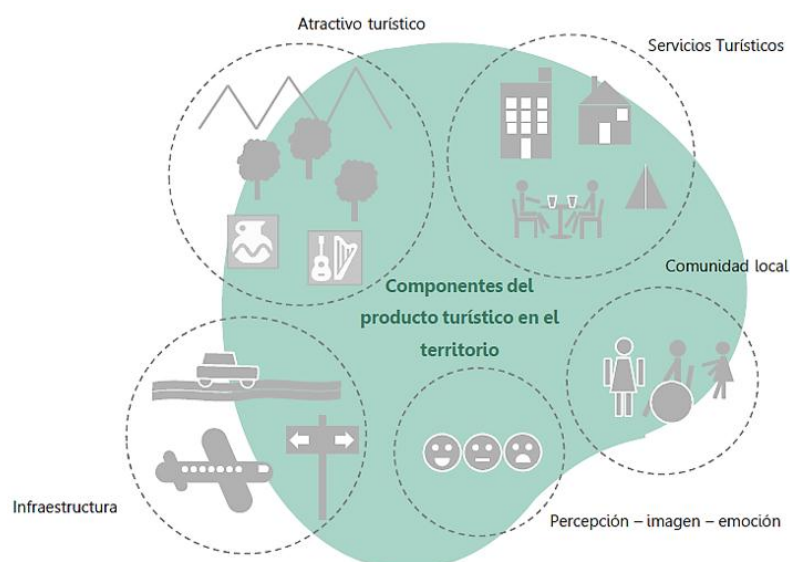 Atractivo turístico
Servicios Turísticos
Comunidad local
Componentes del
producto turístico en el
territorio
Infraestructura
Percepción – imagen – emoción